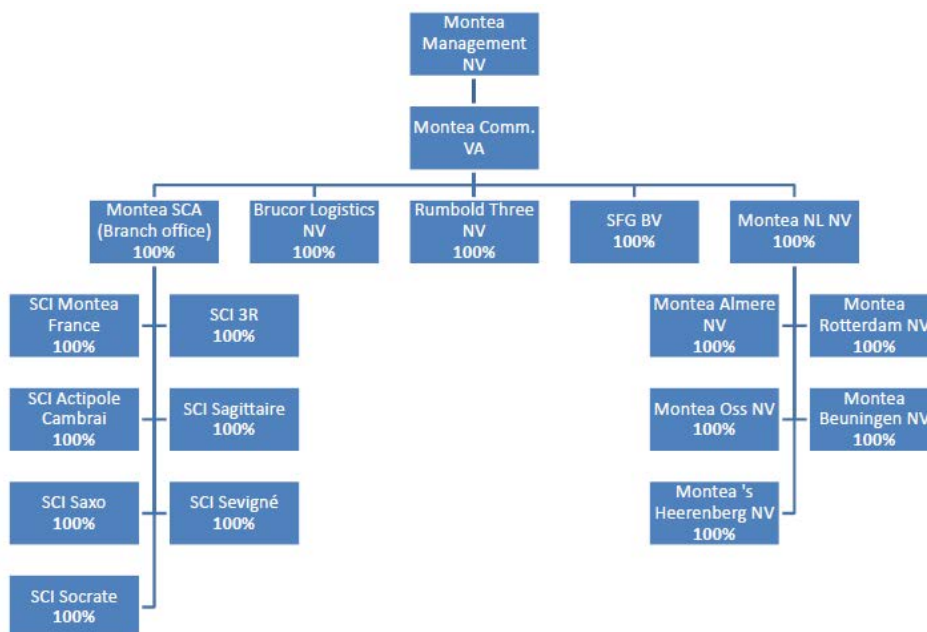 Montea
Management
NV
Montea Comm.
VA
Montea SCA
(Branch office)
100%
Brucor Logistics
NV
100%
Rumbold Three
NV
100%
SFG BV
100%
Montea NL NV
100%
SCI Montea
France
100%
SCI 3R
100%
Montea Almere
NV
100%
Montea
Rotterdam NV
100%
SCI Actipole
Cambrai
100%
SCI Sagittaire
100%
Montea Oss NV
100%
Montea
Beuningen NV
100%
SCI Saxo
100%
SCI Sevigné
100%
Montea 's
Heerenberg NV
100%
SCI Socrate
100%